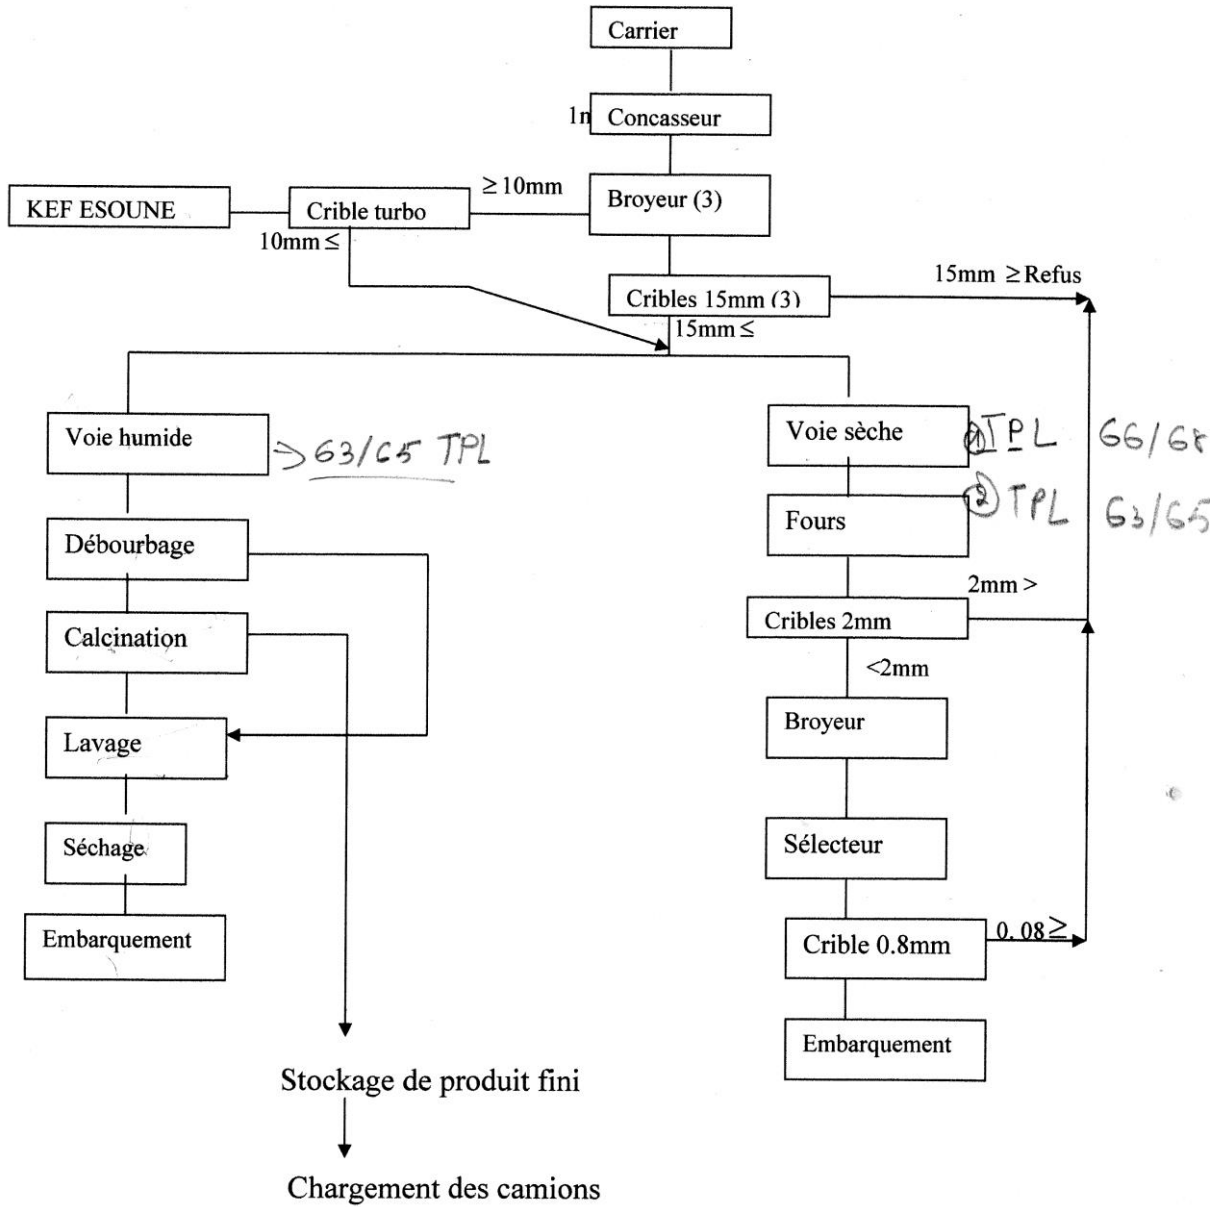 Carrier
1m
Concasseur
≥10mm
Broyeur (3)
KEF ESOUNE
Crible turbo
10mm ≤
15mm ≥Refus
Cribles 15mm (3)
15mm ≤
Voie humide
→ 63/65 TPL
Voie sèche
① TPL 66/68
② TPL 63/65
Fours
Débourbage
2mm >
Calcination
Cribles 2mm
<2mm
Lavage
Broyeur
Séchage
Sélecteur
Embarquement
Crible 0.8mm
0. 08 ≥
Embarquement
Stockage de produit fini
Chargement des camions